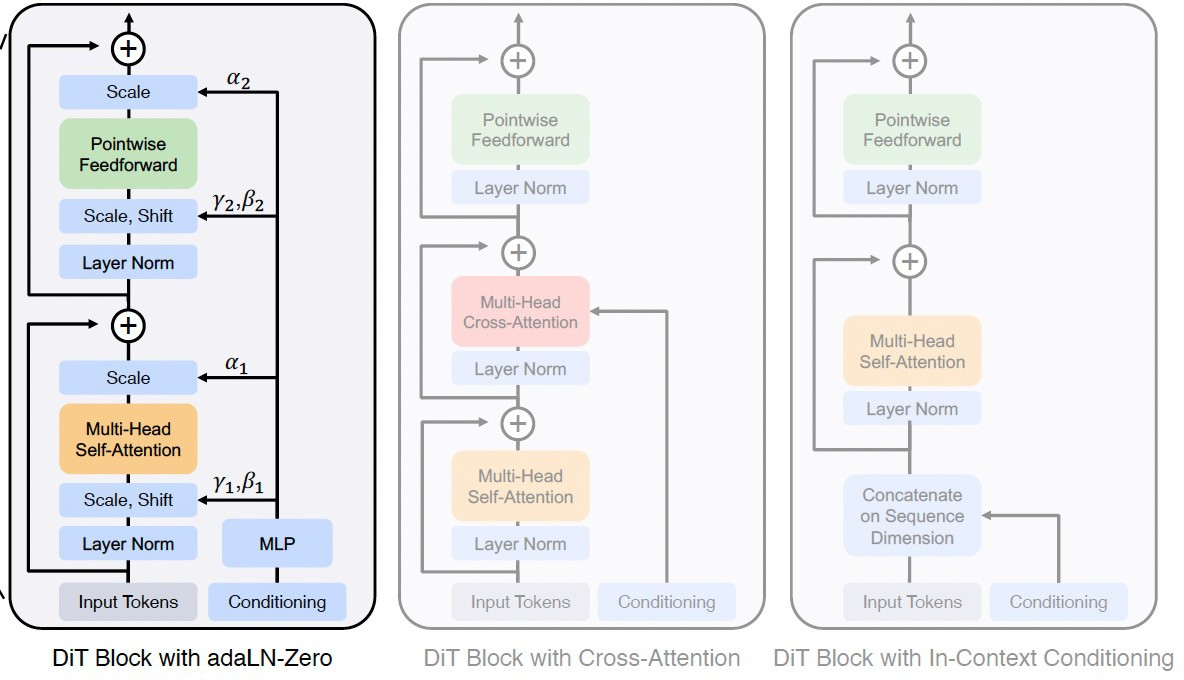 α₂
Scale
Pointwise
Feedforward
γ₂,β₂
Scale, Shift
Layer Norm
α₁
Scale
Multi-Head
Self-Attention
γ₁,β₁
Scale, Shift
Layer Norm
MLP
Input Tokens
Conditioning
DiT Block with adaLN-Zero
Pointwise
Feedforward
Layer Norm
Multi-Head
Cross-Attention
Layer Norm
Multi-Head
Self-Attention
Layer Norm
Input Tokens
Conditioning
DiT Block with Cross-Attention
Pointwise
Feedforward
Layer Norm
Multi-Head
Self-Attention
Layer Norm
Concatenate
on Sequence
Dimension
Input Tokens
Conditioning
DiT Block with In-Context Conditioning